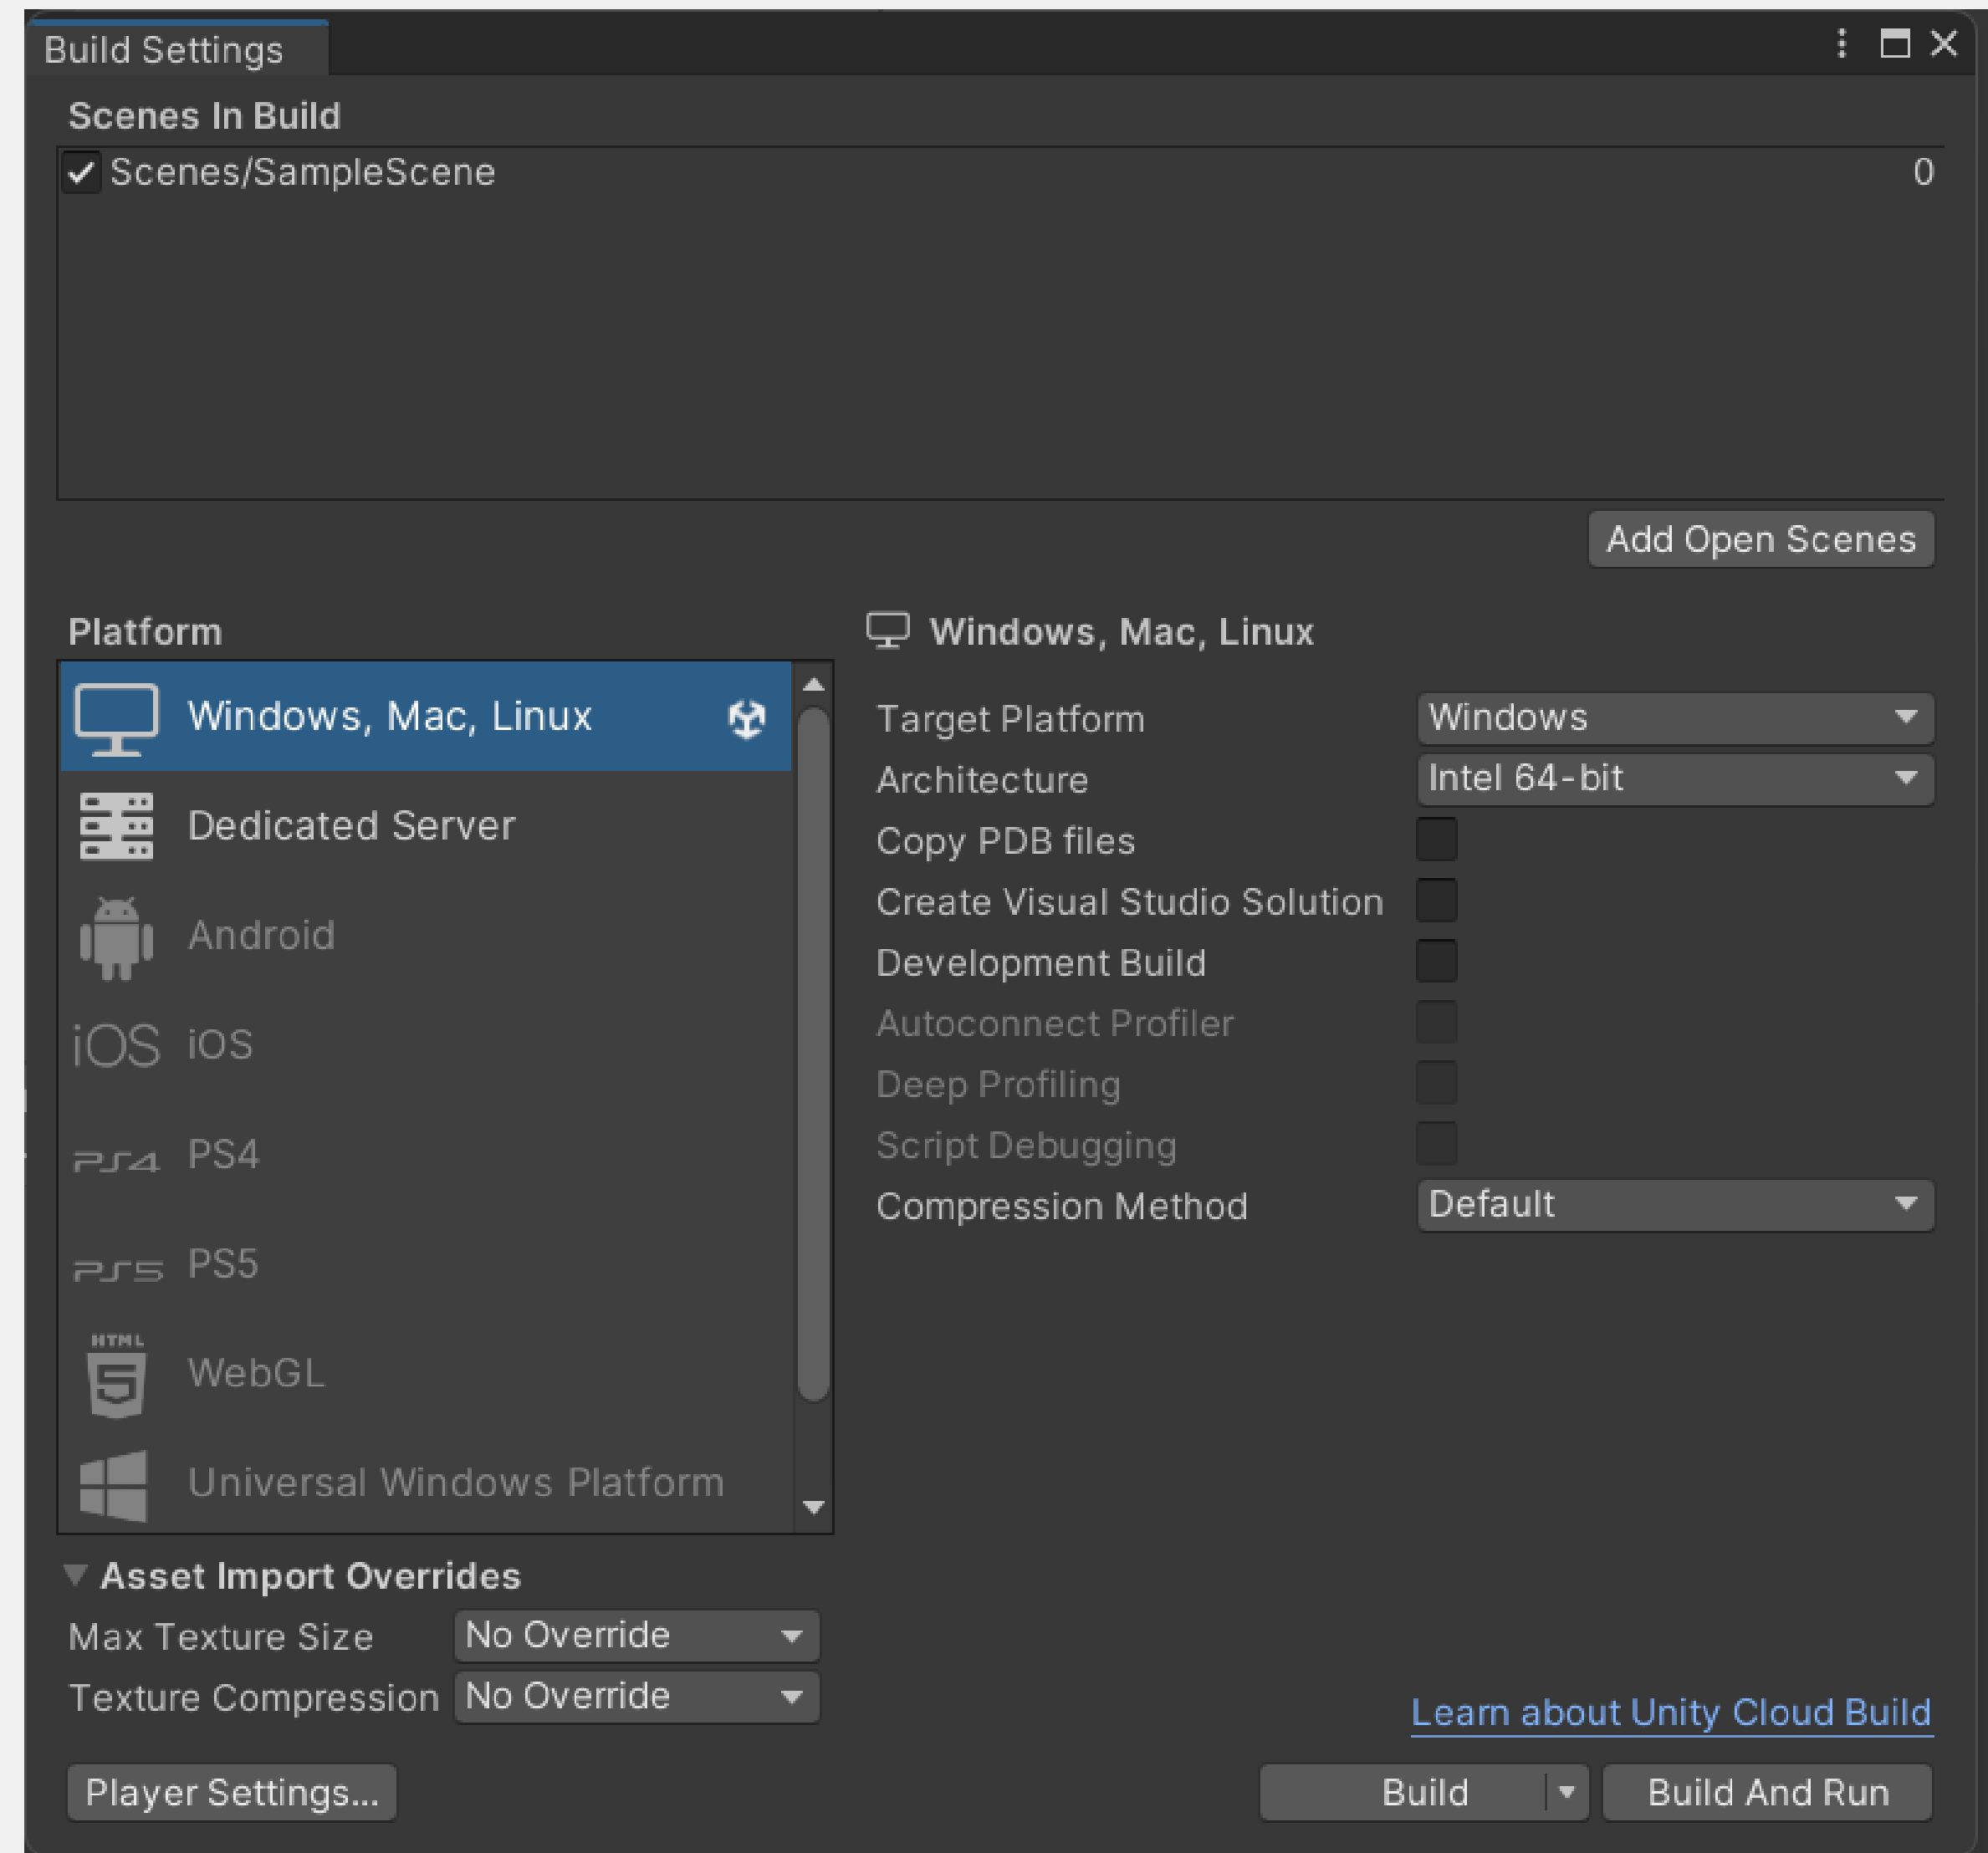 Build Settings
Scenes In Build
Scenes/SampleScene 0
Add Open Scenes
Platform
Windows, Mac, Linux
Dedicated Server
Android
iOS iOS
PS4 PS4
PS5 PS5
HTML 5 WebGL
Universal Windows Platform
Windows, Mac, Linux
Target Platform Windows
Architecture Intel 64-bit
Copy PDB files
Create Visual Studio Solution
Development Build
Autoconnect Profiler
Deep Profiling
Script Debugging
Compression Method Default
Asset Import Overrides
Max Texture Size No Override
Texture Compression No Override
Learn about Unity Cloud Build
Player Settings... Build Build And Run